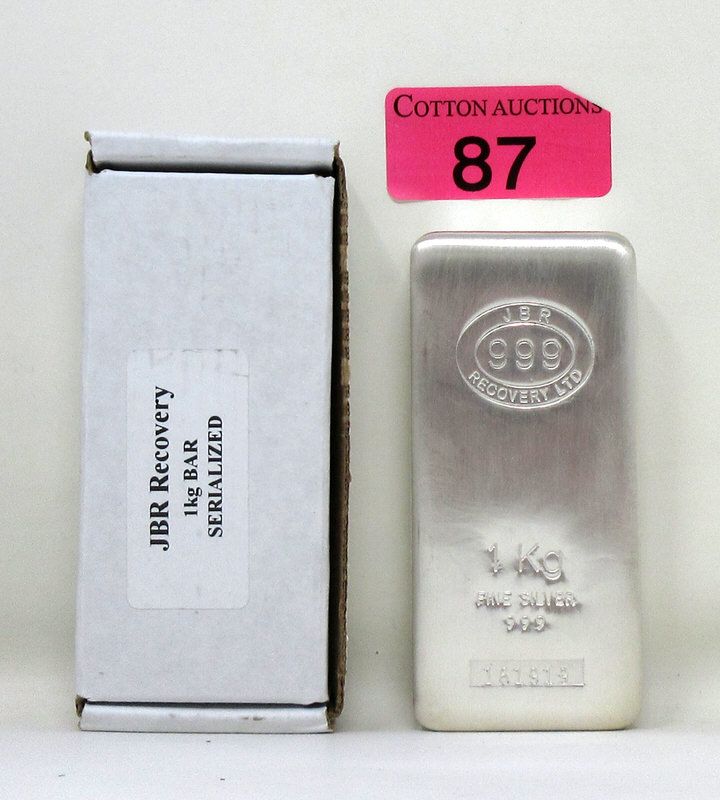 COTTON AUCTIONS
87
JBR Recovery
1kg BAR
SERIALIZED
JBR
999
RECOVERY LTD
1 Kg
FINE SILVER
999